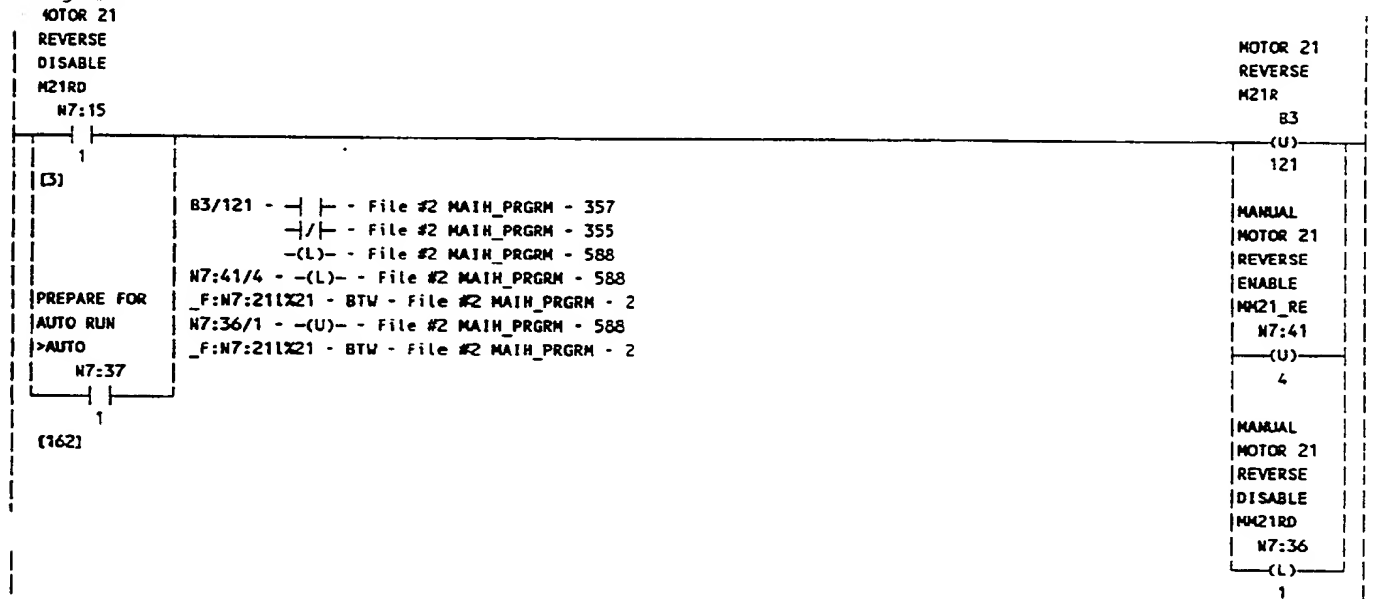 MOTOR 21
REVERSE
DISABLE
M21RD
N7:15
1
[3]
PREPARE FOR
AUTO RUN
>AUTO
N7:37
1
[162]
B3/121 - ─┤ ├─ - File #2 MAIN_PRGRM - 357
─┤/├─ - File #2 MAIN_PRGRM - 355
─(L)─ - File #2 MAIN_PRGRM - 588
N7:41/4 - ─(L)─ - File #2 MAIN_PRGRM - 588
_F:N7:211%21 - BTW - File #2 MAIN_PRGRM - 2
N7:36/1 - ─(U)─ - File #2 MAIN_PRGRM - 588
_F:N7:211%21 - BTW - File #2 MAIN_PRGRM - 2
MOTOR 21
REVERSE
M21R
B3
(U)
121
MANUAL
MOTOR 21
REVERSE
ENABLE
MM21_RE
N7:41
(U)
4
MANUAL
MOTOR 21
REVERSE
DISABLE
MM21RD
N7:36
(L)
1